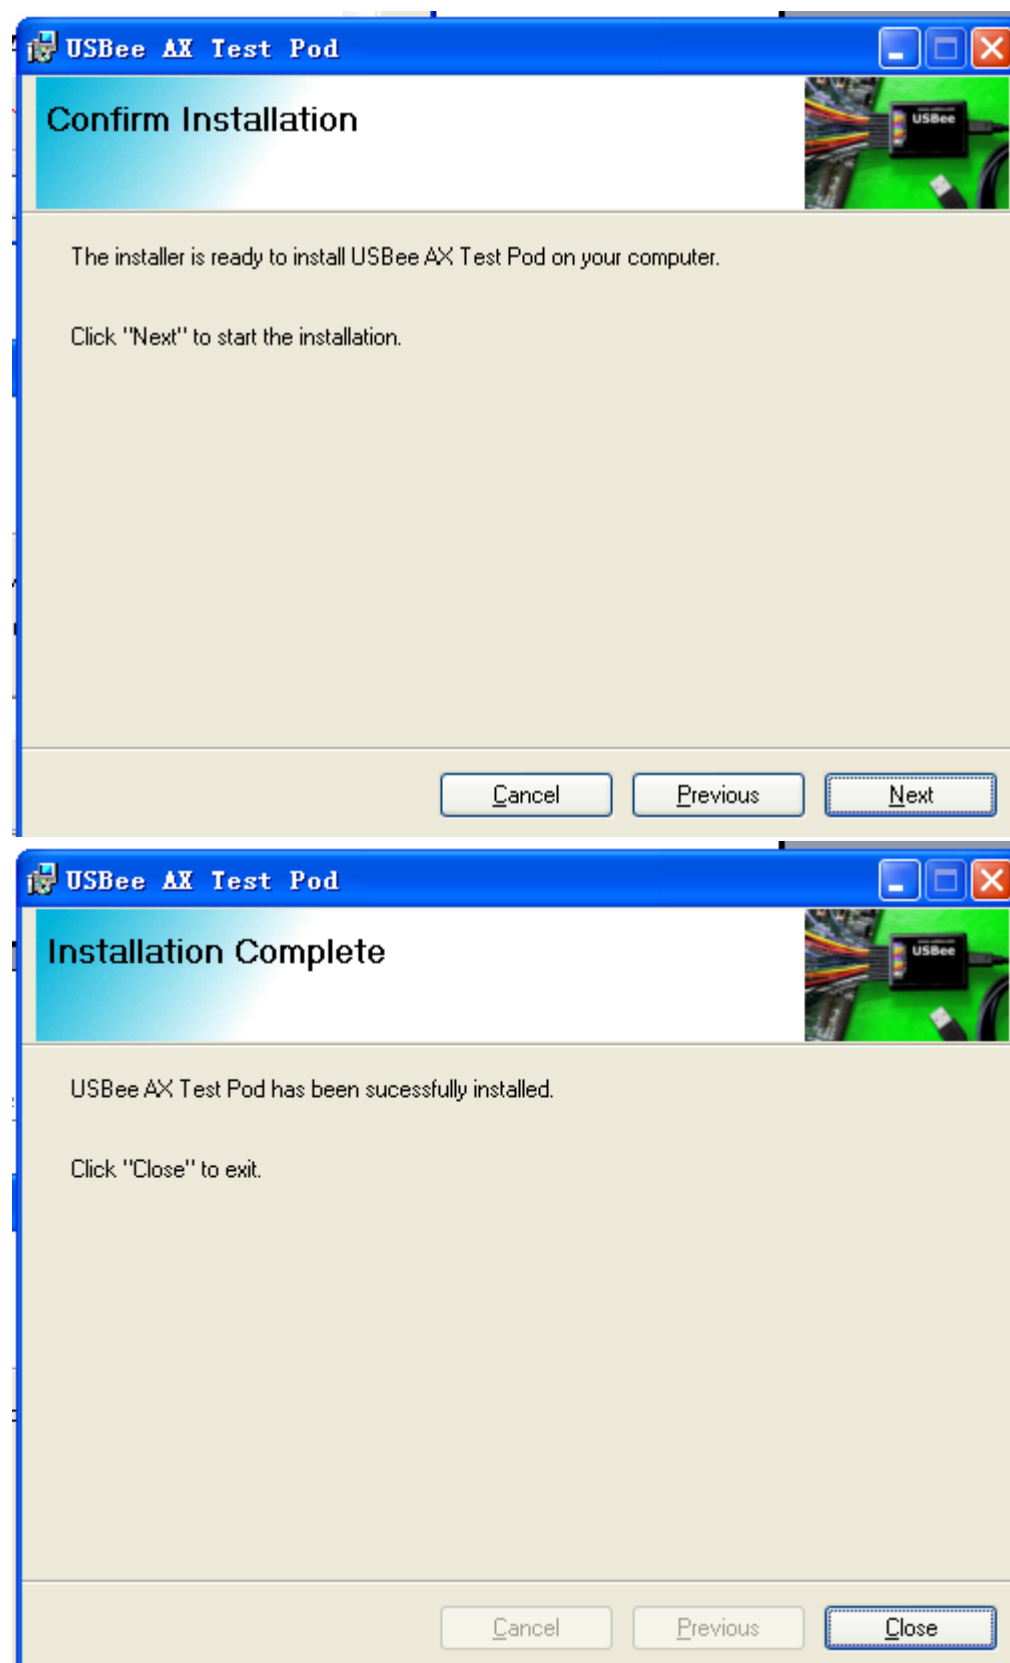 USBee AX Test Pod
Confirm Installation
USBee
The installer is ready to install USBee AX Test Pod on your computer.
Click "Next" to start the installation.
Cancel
Previous
Next
USBee AX Test Pod
Installation Complete
USBee
USBee AX Test Pod has been sucessfully installed.
Click "Close" to exit.
Cancel
Previous
Close